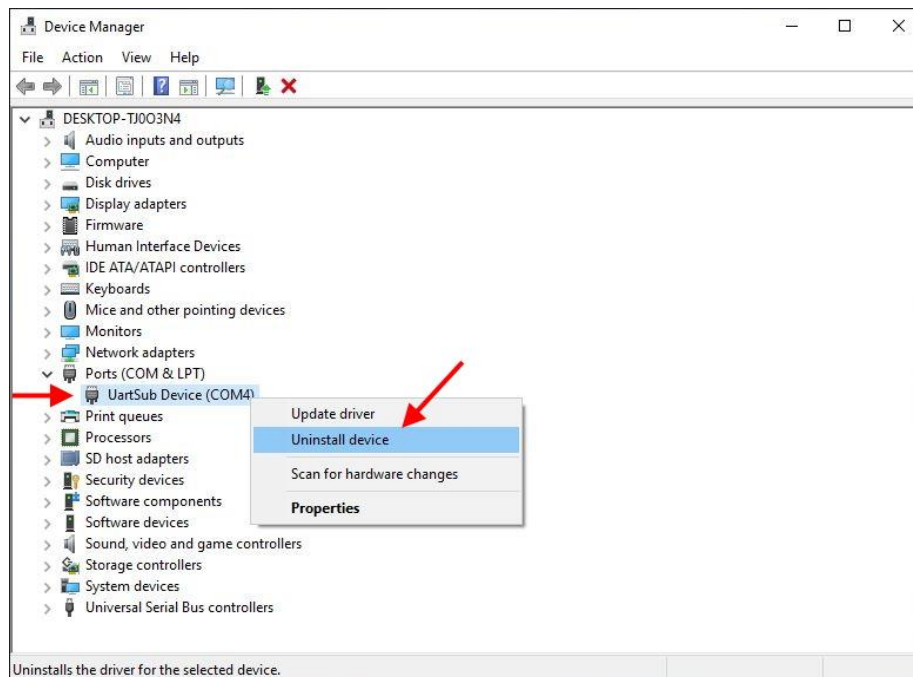 Device Manager
File Action View Help
DESKTOP-TJ0O3N4
Audio inputs and outputs
Computer
Disk drives
Display adapters
Firmware
Human Interface Devices
IDE ATA/ATAPI controllers
Keyboards
Mice and other pointing devices
Monitors
Network adapters
Ports (COM & LPT)
UartSub Device (COM4)
Print queues
Processors
SD host adapters
Security devices
Software components
Software devices
Sound, video and game controllers
Storage controllers
System devices
Universal Serial Bus controllers
Update driver
Uninstall device
Scan for hardware changes
Properties
Uninstalls the driver for the selected device.